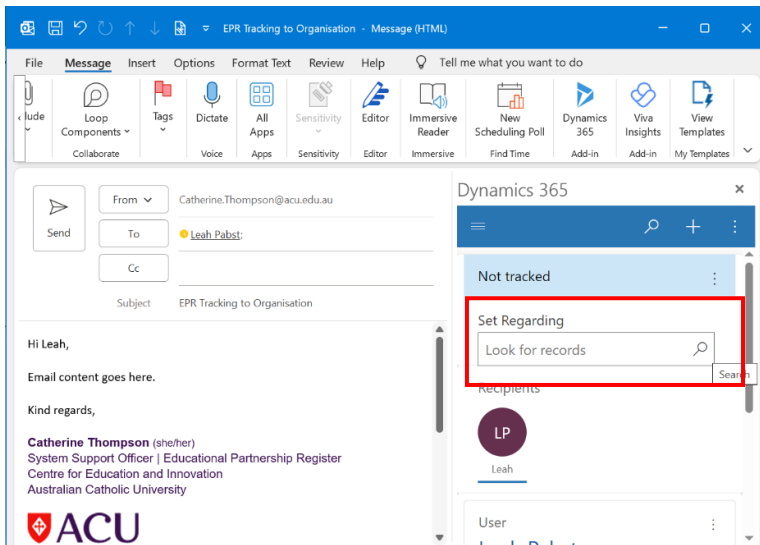 EPR Tracking to Organisation - Message (HTML)
File Message Insert Options Format Text Review Help Tell me what you want to do
lude
Loop Components
Tags
Dictate
All Apps
Sensitivity
Editor
Immersive Reader
New Scheduling Poll
Dynamics 365
Viva Insights
View Templates
Collaborate Voice Apps Sensitivity Editor Immersive Find Time Add-in Add-in My Templates
Send
From Catherine.Thompson@acu.edu.au
To Leah Pabst;
Cc
Subject EPR Tracking to Organisation
Hi Leah,
Email content goes here.
Kind regards,
Catherine Thompson (she/her)
System Support Officer | Educational Partnership Register
Centre for Education and Innovation
Australian Catholic University
ACU
Dynamics 365
Not tracked
Set Regarding
Look for records
Search
Recipients
LP
Leah
User